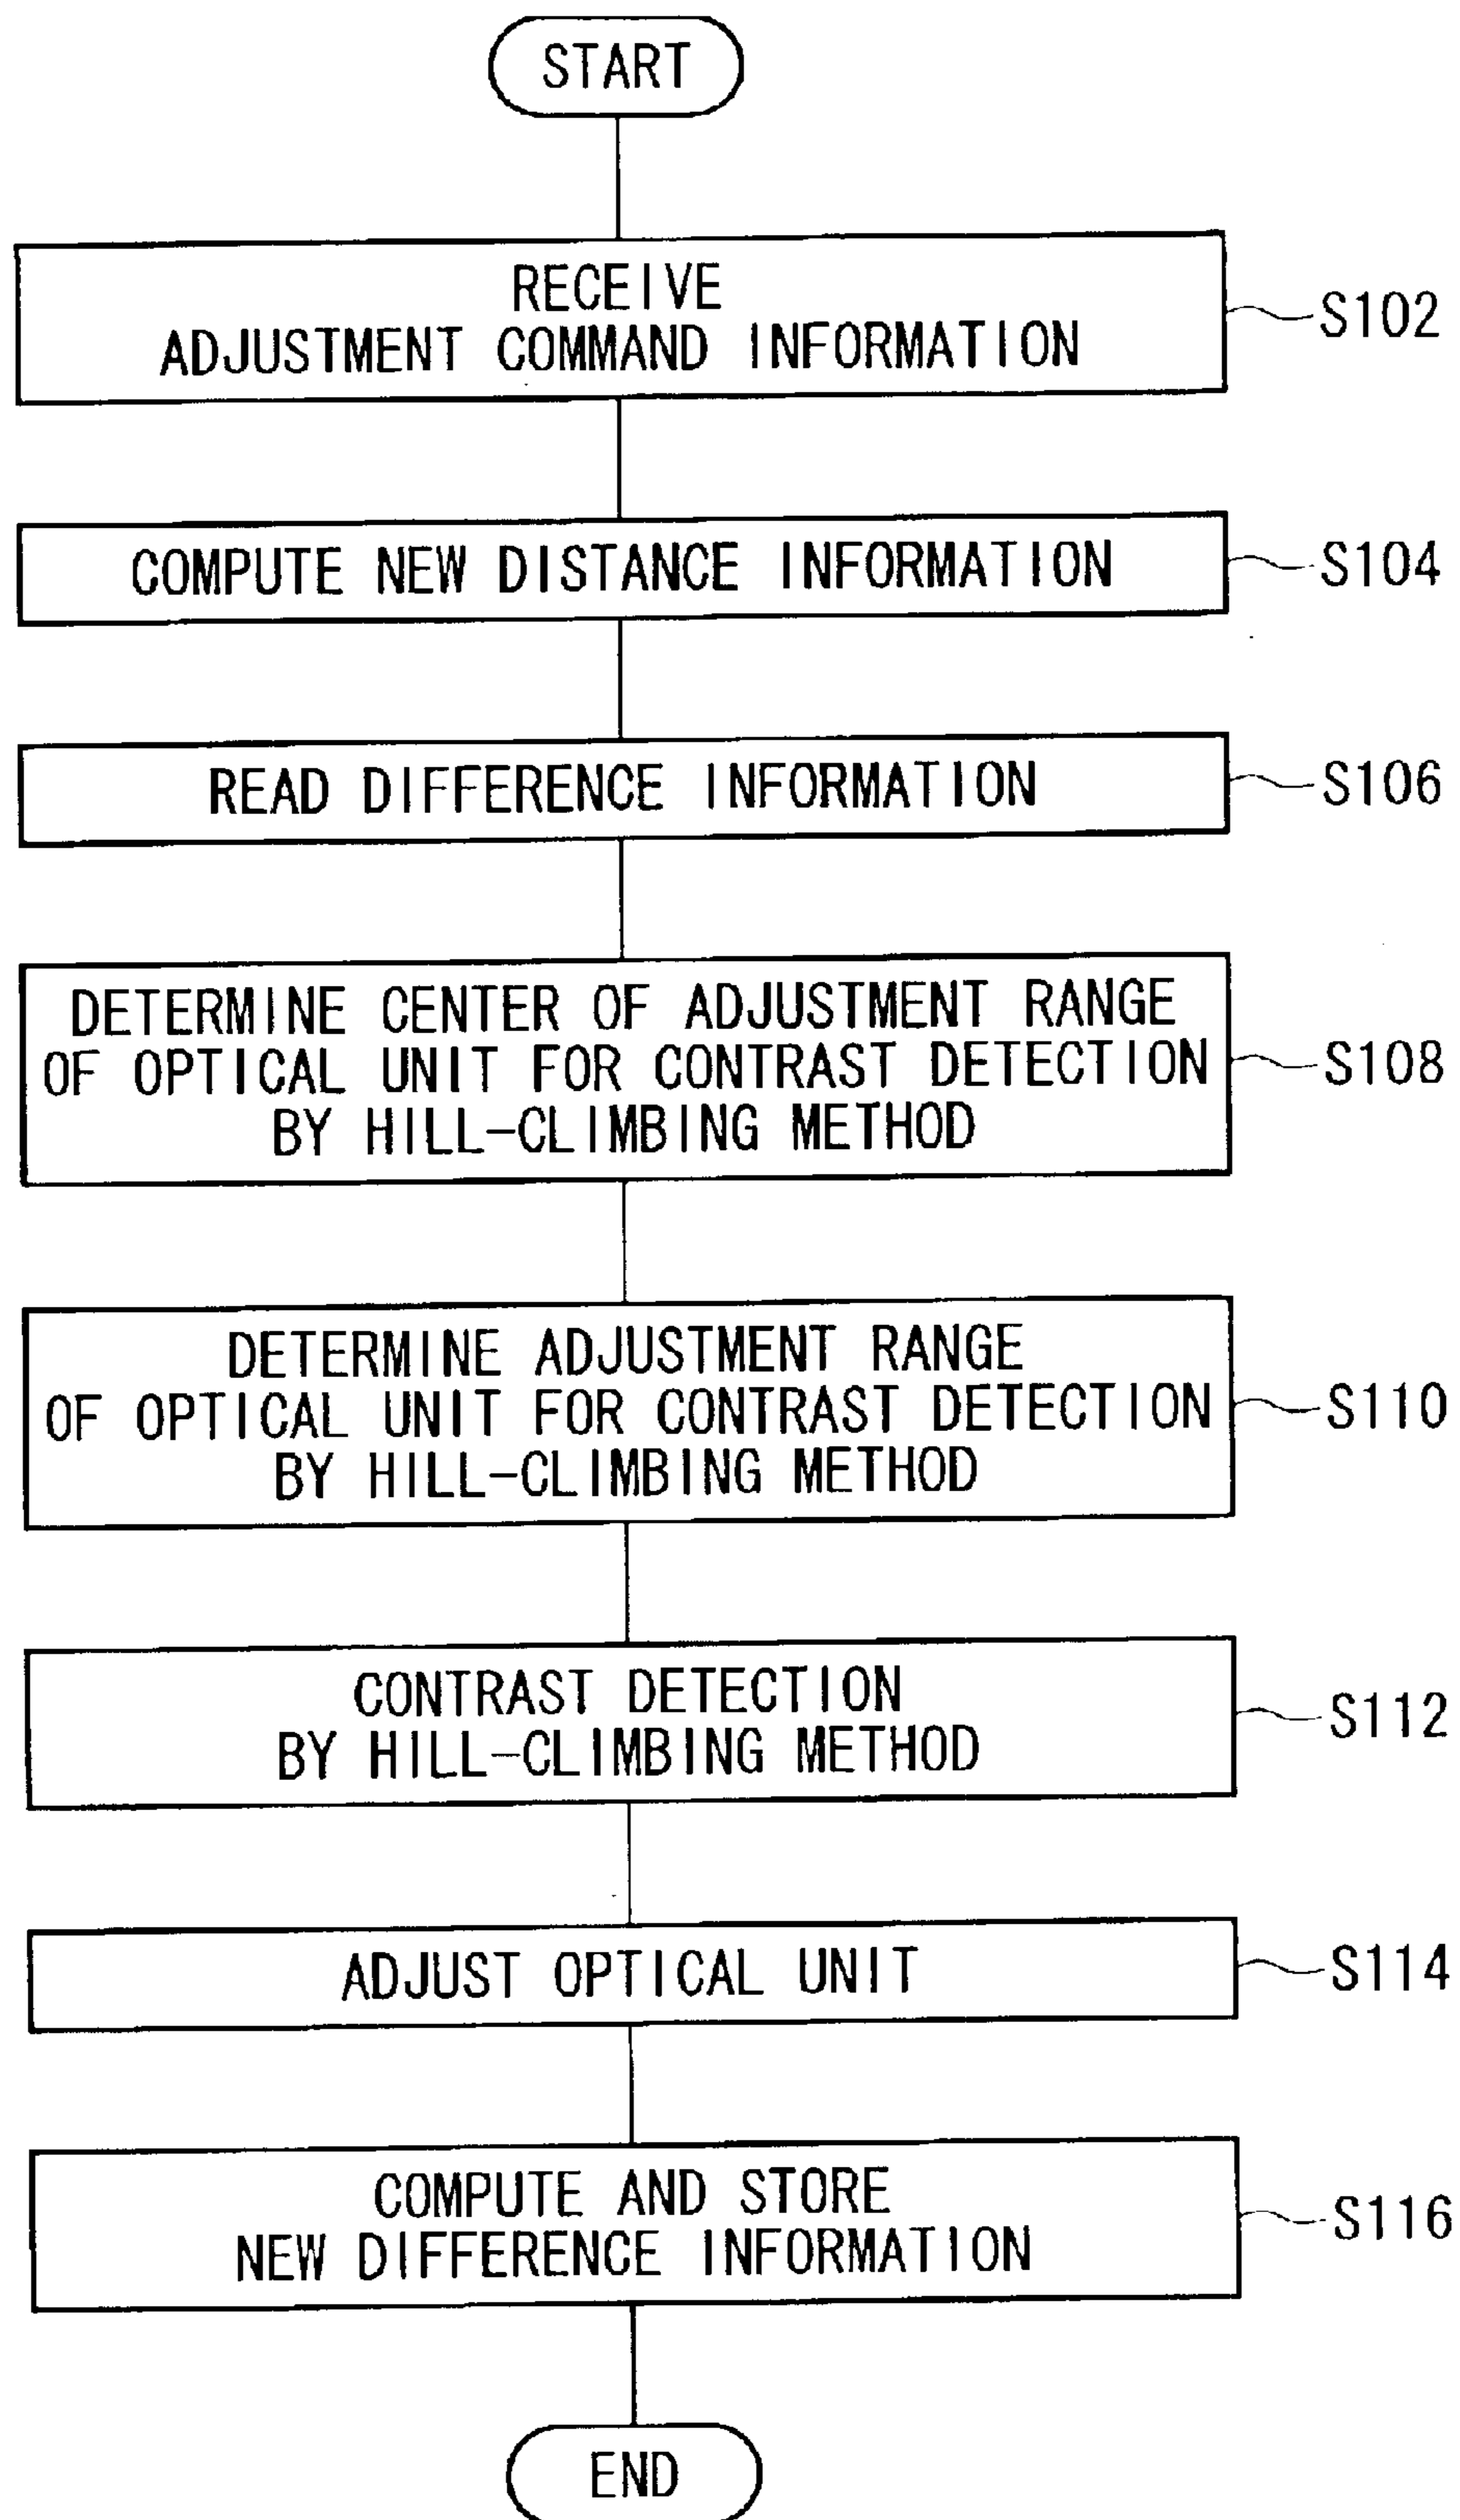 START
RECEIVE
ADJUSTMENT COMMAND INFORMATION
S102
COMPUTE NEW DISTANCE INFORMATION
S104
READ DIFFERENCE INFORMATION
S106
DETERMINE CENTER OF ADJUSTMENT RANGE
OF OPTICAL UNIT FOR CONTRAST DETECTION
BY HILL-CLIMBING METHOD
S108
DETERMINE ADJUSTMENT RANGE
OF OPTICAL UNIT FOR CONTRAST DETECTION
BY HILL-CLIMBING METHOD
S110
CONTRAST DETECTION
BY HILL-CLIMBING METHOD
S112
ADJUST OPTICAL UNIT
S114
COMPUTE AND STORE
NEW DIFFERENCE INFORMATION
S116
END